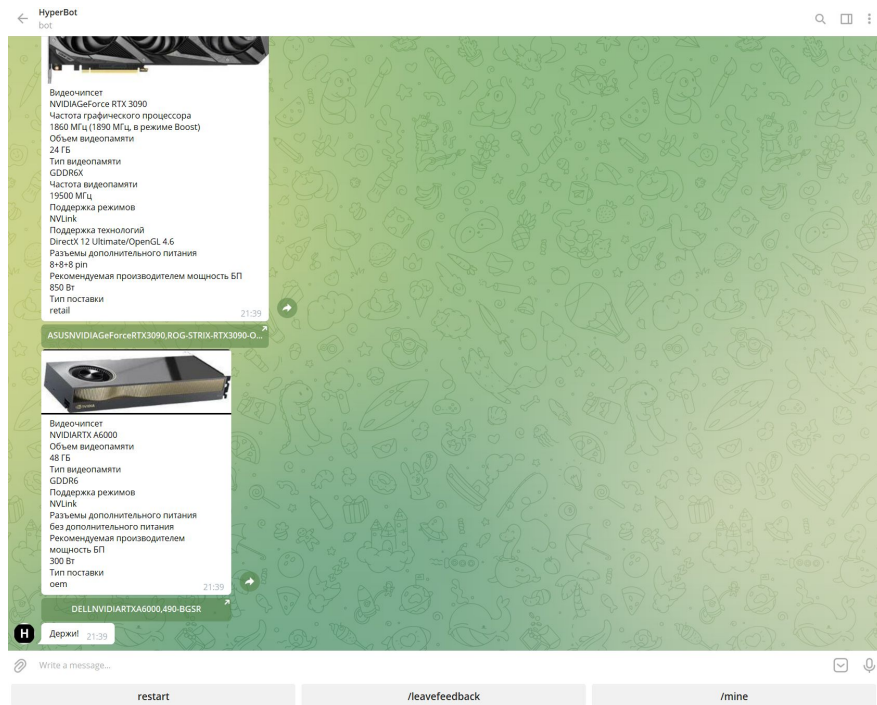 HyperBot
bot
Видеочипсет
NVIDIAGeForce RTX 3090
Частота графического процессора
1860 МГц (1890 МГц, в режиме Boost)
Объем видеопамяти
24 ГБ
Тип видеопамяти
GDDR6X
Частота видеопамяти
19500 МГц
Поддержка режимов
NVLink
Поддержка технологий
DirectX 12 Ultimate/OpenGL 4.6
Разъемы дополнительного питания
8+8+8 pin
Рекомендуемая производителем мощность БП
850 Вт
Тип поставки
retail
21:39
ASUSNVIDIAGeForceRTX3090,ROG-STRIX-RTX3090-O...
Видеочипсет
NVIDIARTX A6000
Объем видеопамяти
48 ГБ
Тип видеопамяти
GDDR6
Поддержка режимов
NVLink
Разъемы дополнительного питания
без дополнительного питания
Рекомендуемая производителем
мощность БП
300 Вт
Тип поставки
oem
21:39
DELLNVIDIARTXA6000,490-BGSR
H Держи! 21:39
Write a message...
restart /leavefeedback /mine